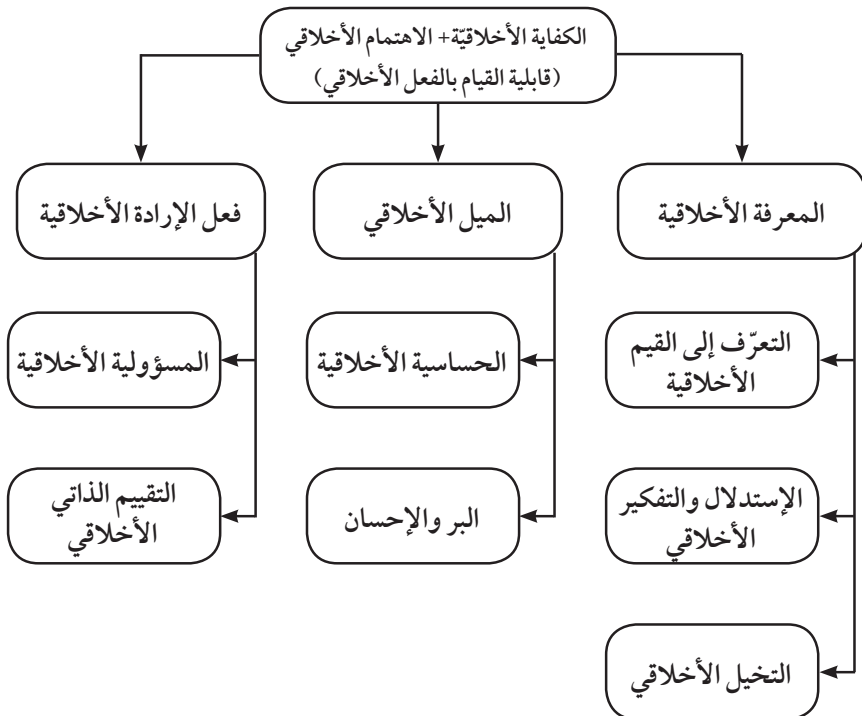 الكفاية الأخلاقيّة+ الاهتمام الأخلاقي
(قابلية القيام بالفعل الأخلاقي)
المعرفة الأخلاقية
الميل الأخلاقي
فعل الإرادة الأخلاقية
التعرّف إلى القيم
الأخلاقية
الحساسية الأخلاقية
المسؤولية الأخلاقية
الإستدلال والتفكير
الأخلاقي
البر والإحسان
التقييم الذاتي
الأخلاقي
التخيل الأخلاقي